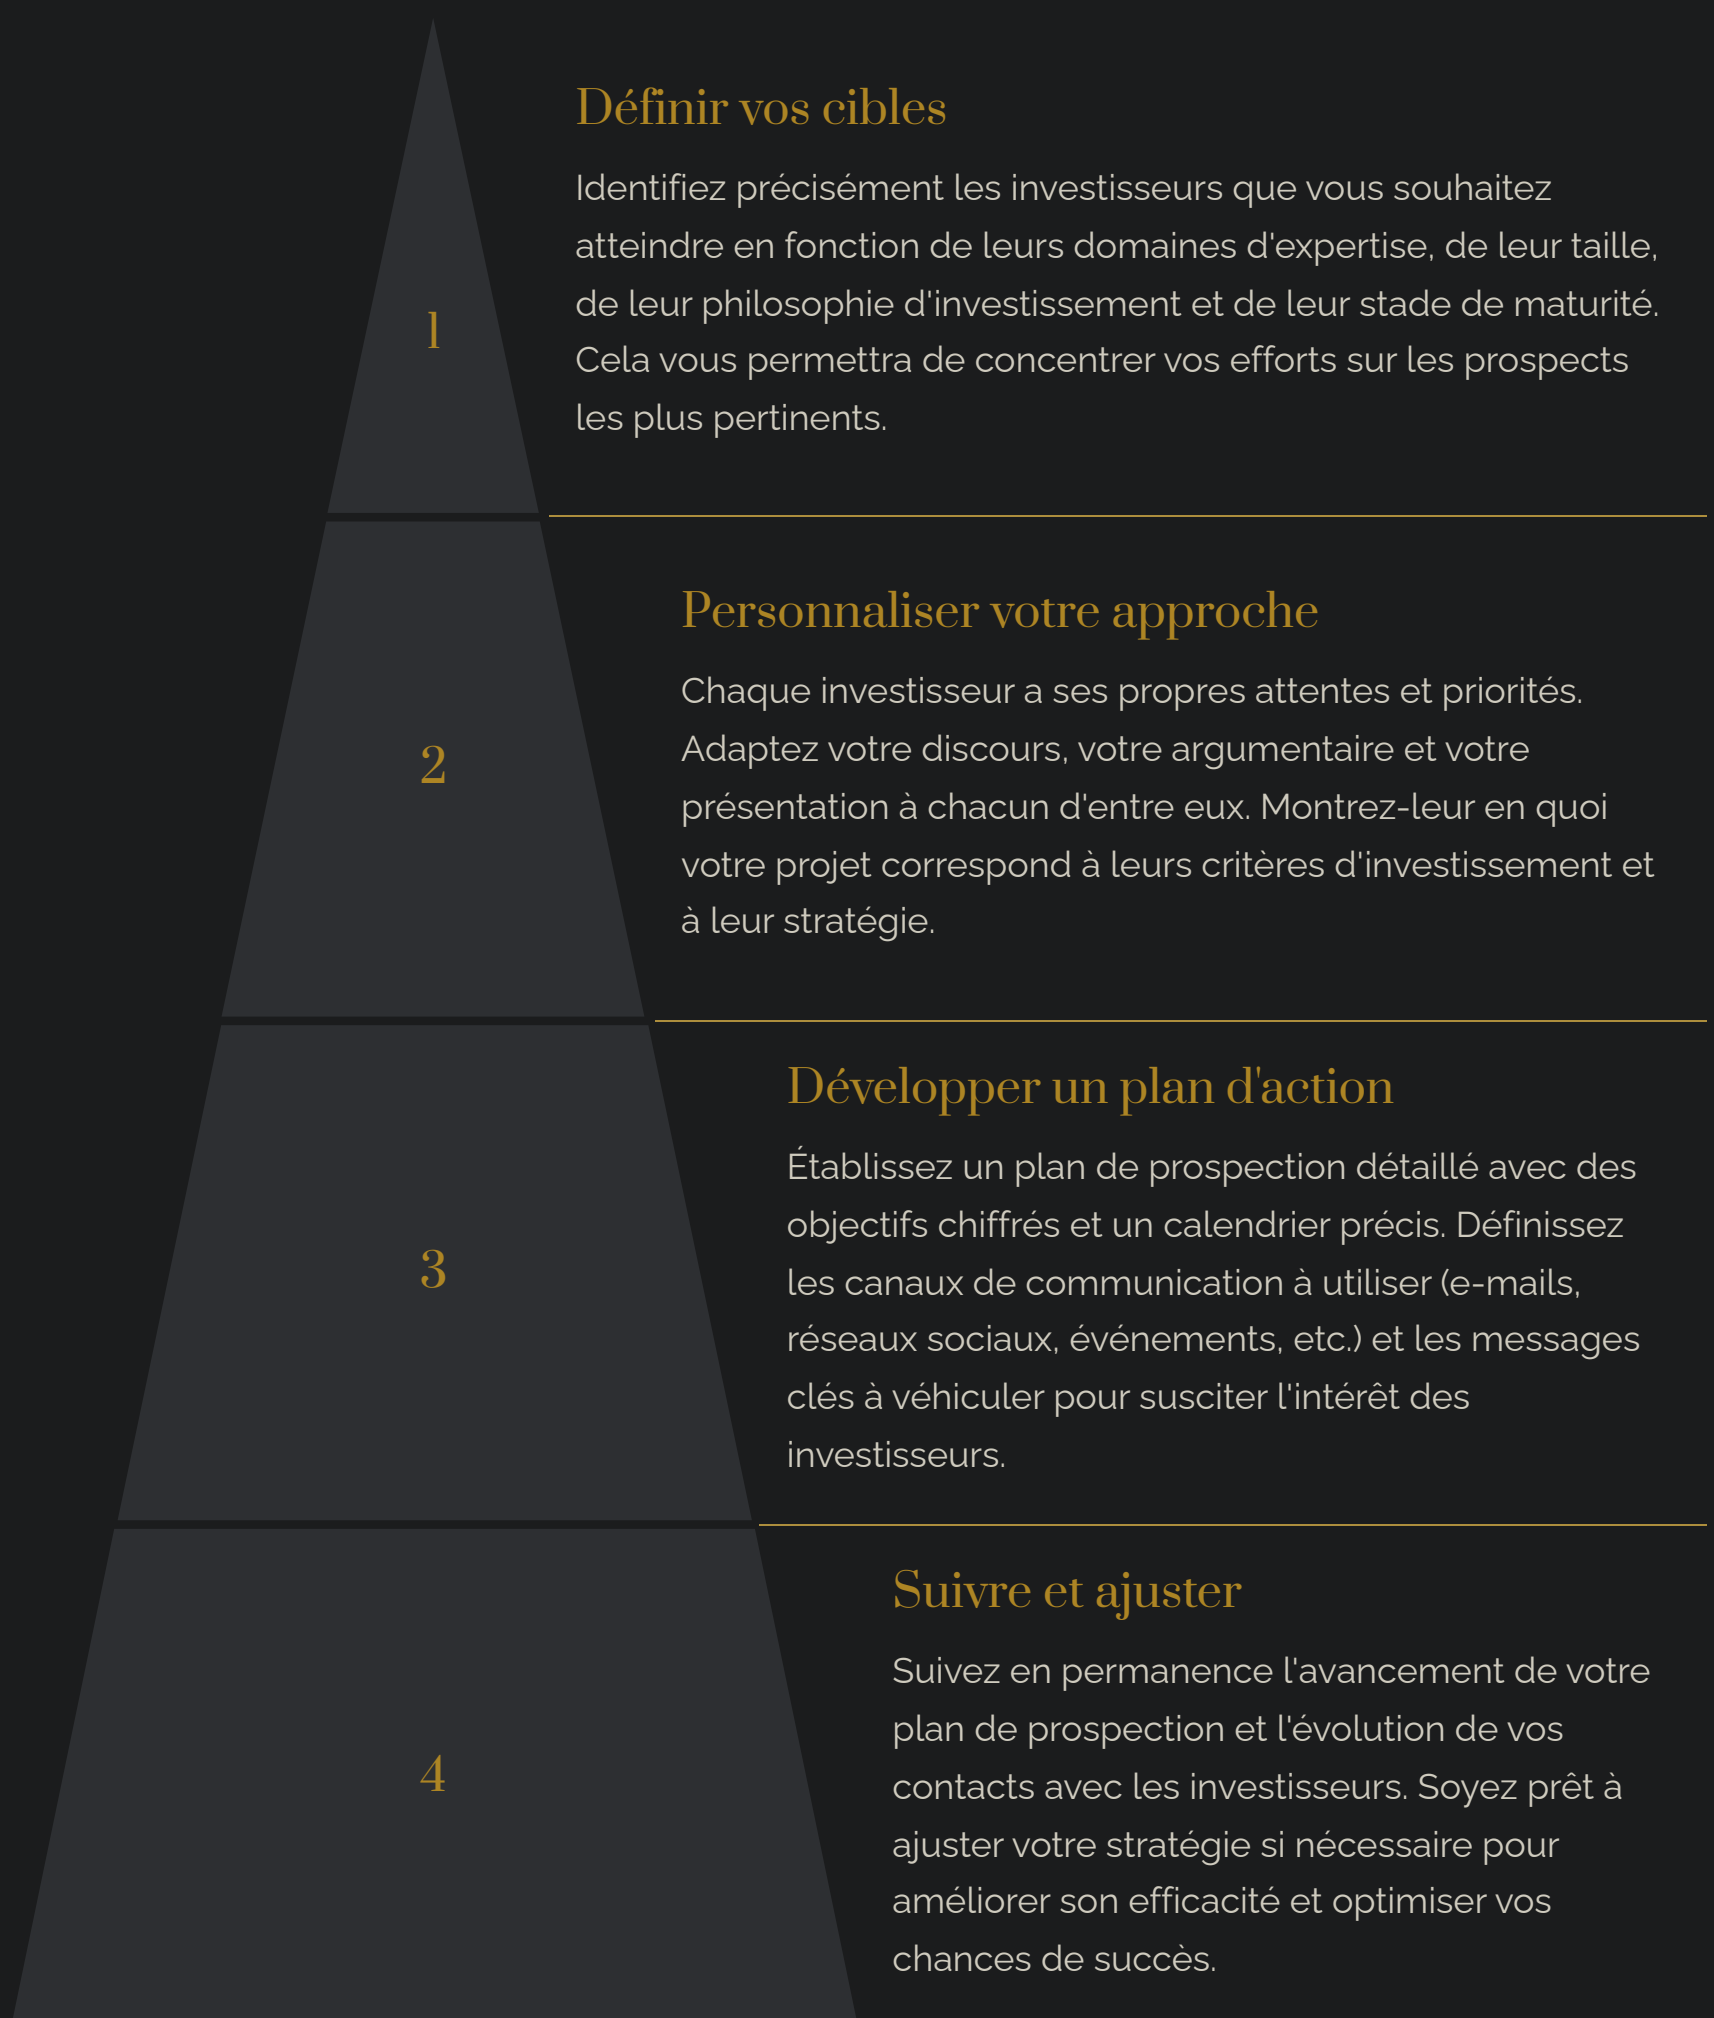 Définir vos cibles
Identifiez précisément les investisseurs que vous souhaitez
atteindre en fonction de leurs domaines d'expertise, de leur taille,
de leur philosophie d'investissement et de leur stade de maturité.
Cela vous permettra de concentrer vos efforts sur les prospects
les plus pertinents.
1
Personnaliser votre approche
Chaque investisseur a ses propres attentes et priorités.
Adaptez votre discours, votre argumentaire et votre
présentation à chacun d'entre eux. Montrez-leur en quoi
votre projet correspond à leurs critères d'investissement et
à leur stratégie.
2
Développer un plan d'action
Établissez un plan de prospection détaillé avec des
objectifs chiffrés et un calendrier précis. Définissez
les canaux de communication à utiliser (e-mails,
réseaux sociaux, événements, etc.) et les messages
clés à véhiculer pour susciter l'intérêt des
investisseurs.
3
Suivre et ajuster
Suivez en permanence l'avancement de votre
plan de prospection et l'évolution de vos
contacts avec les investisseurs. Soyez prêt à
ajuster votre stratégie si nécessaire pour
améliorer son efficacité et optimiser vos
chances de succès.
4